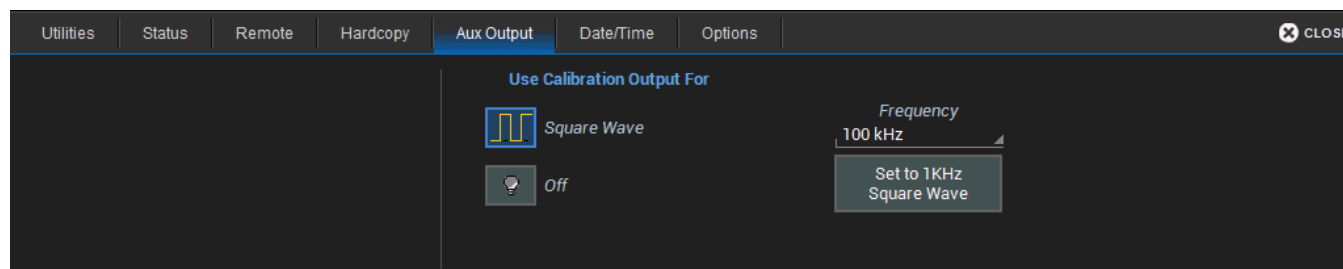 Utilities Status Remote Hardcopy Aux Output Date/Time Options
Use Calibration Output For
Square Wave
Off
Frequency
100 kHz
Set to 1KHz
Square Wave